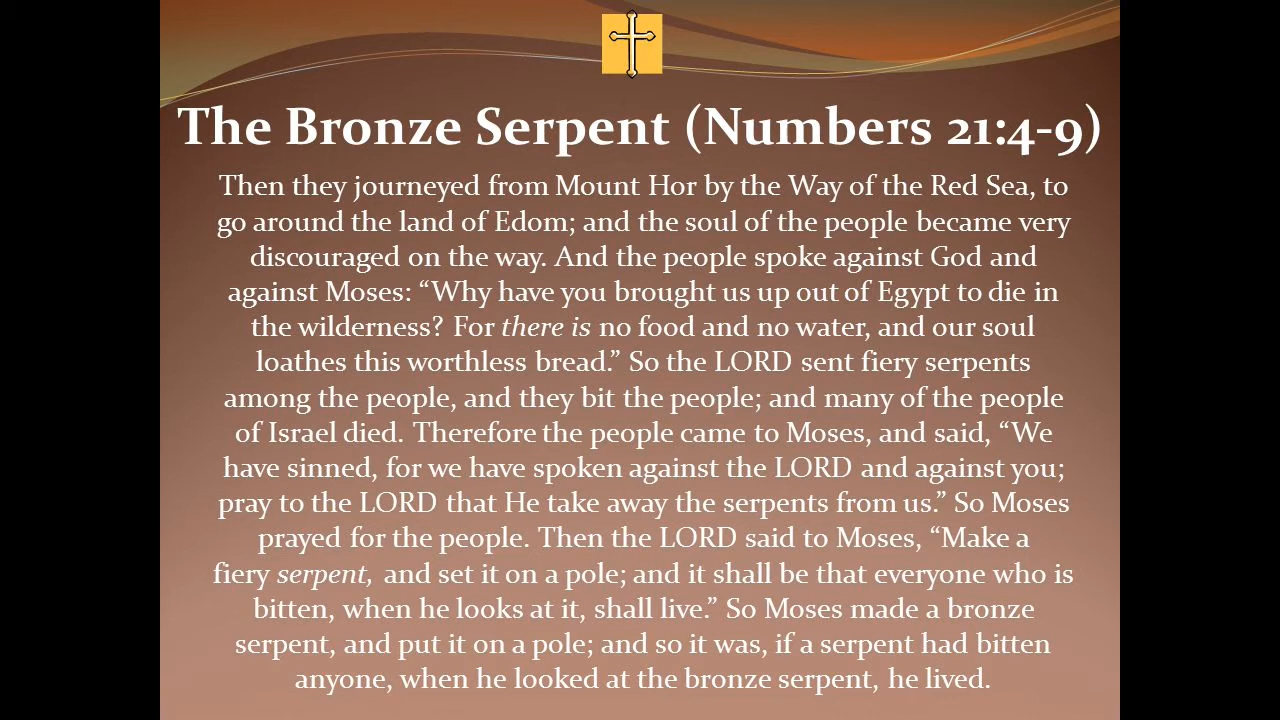 The Bronze Serpent (Numbers 21:4-9)
Then they journeyed from Mount Hor by the Way of the Red Sea, to
go around the land of Edom; and the soul of the people became very
discouraged on the way. And the people spoke against God and
against Moses: “Why have you brought us up out of Egypt to die in
the wilderness? For there is no food and no water, and our soul
loathes this worthless bread.” So the LORD sent fiery serpents
among the people, and they bit the people; and many of the people
of Israel died. Therefore the people came to Moses, and said, “We
have sinned, for we have spoken against the LORD and against you;
pray to the LORD that He take away the serpents from us.” So Moses
prayed for the people. Then the LORD said to Moses, “Make a
fiery serpent, and set it on a pole; and it shall be that everyone who is
bitten, when he looks at it, shall live.” So Moses made a bronze
serpent, and put it on a pole; and so it was, if a serpent had bitten
anyone, when he looked at the bronze serpent, he lived.